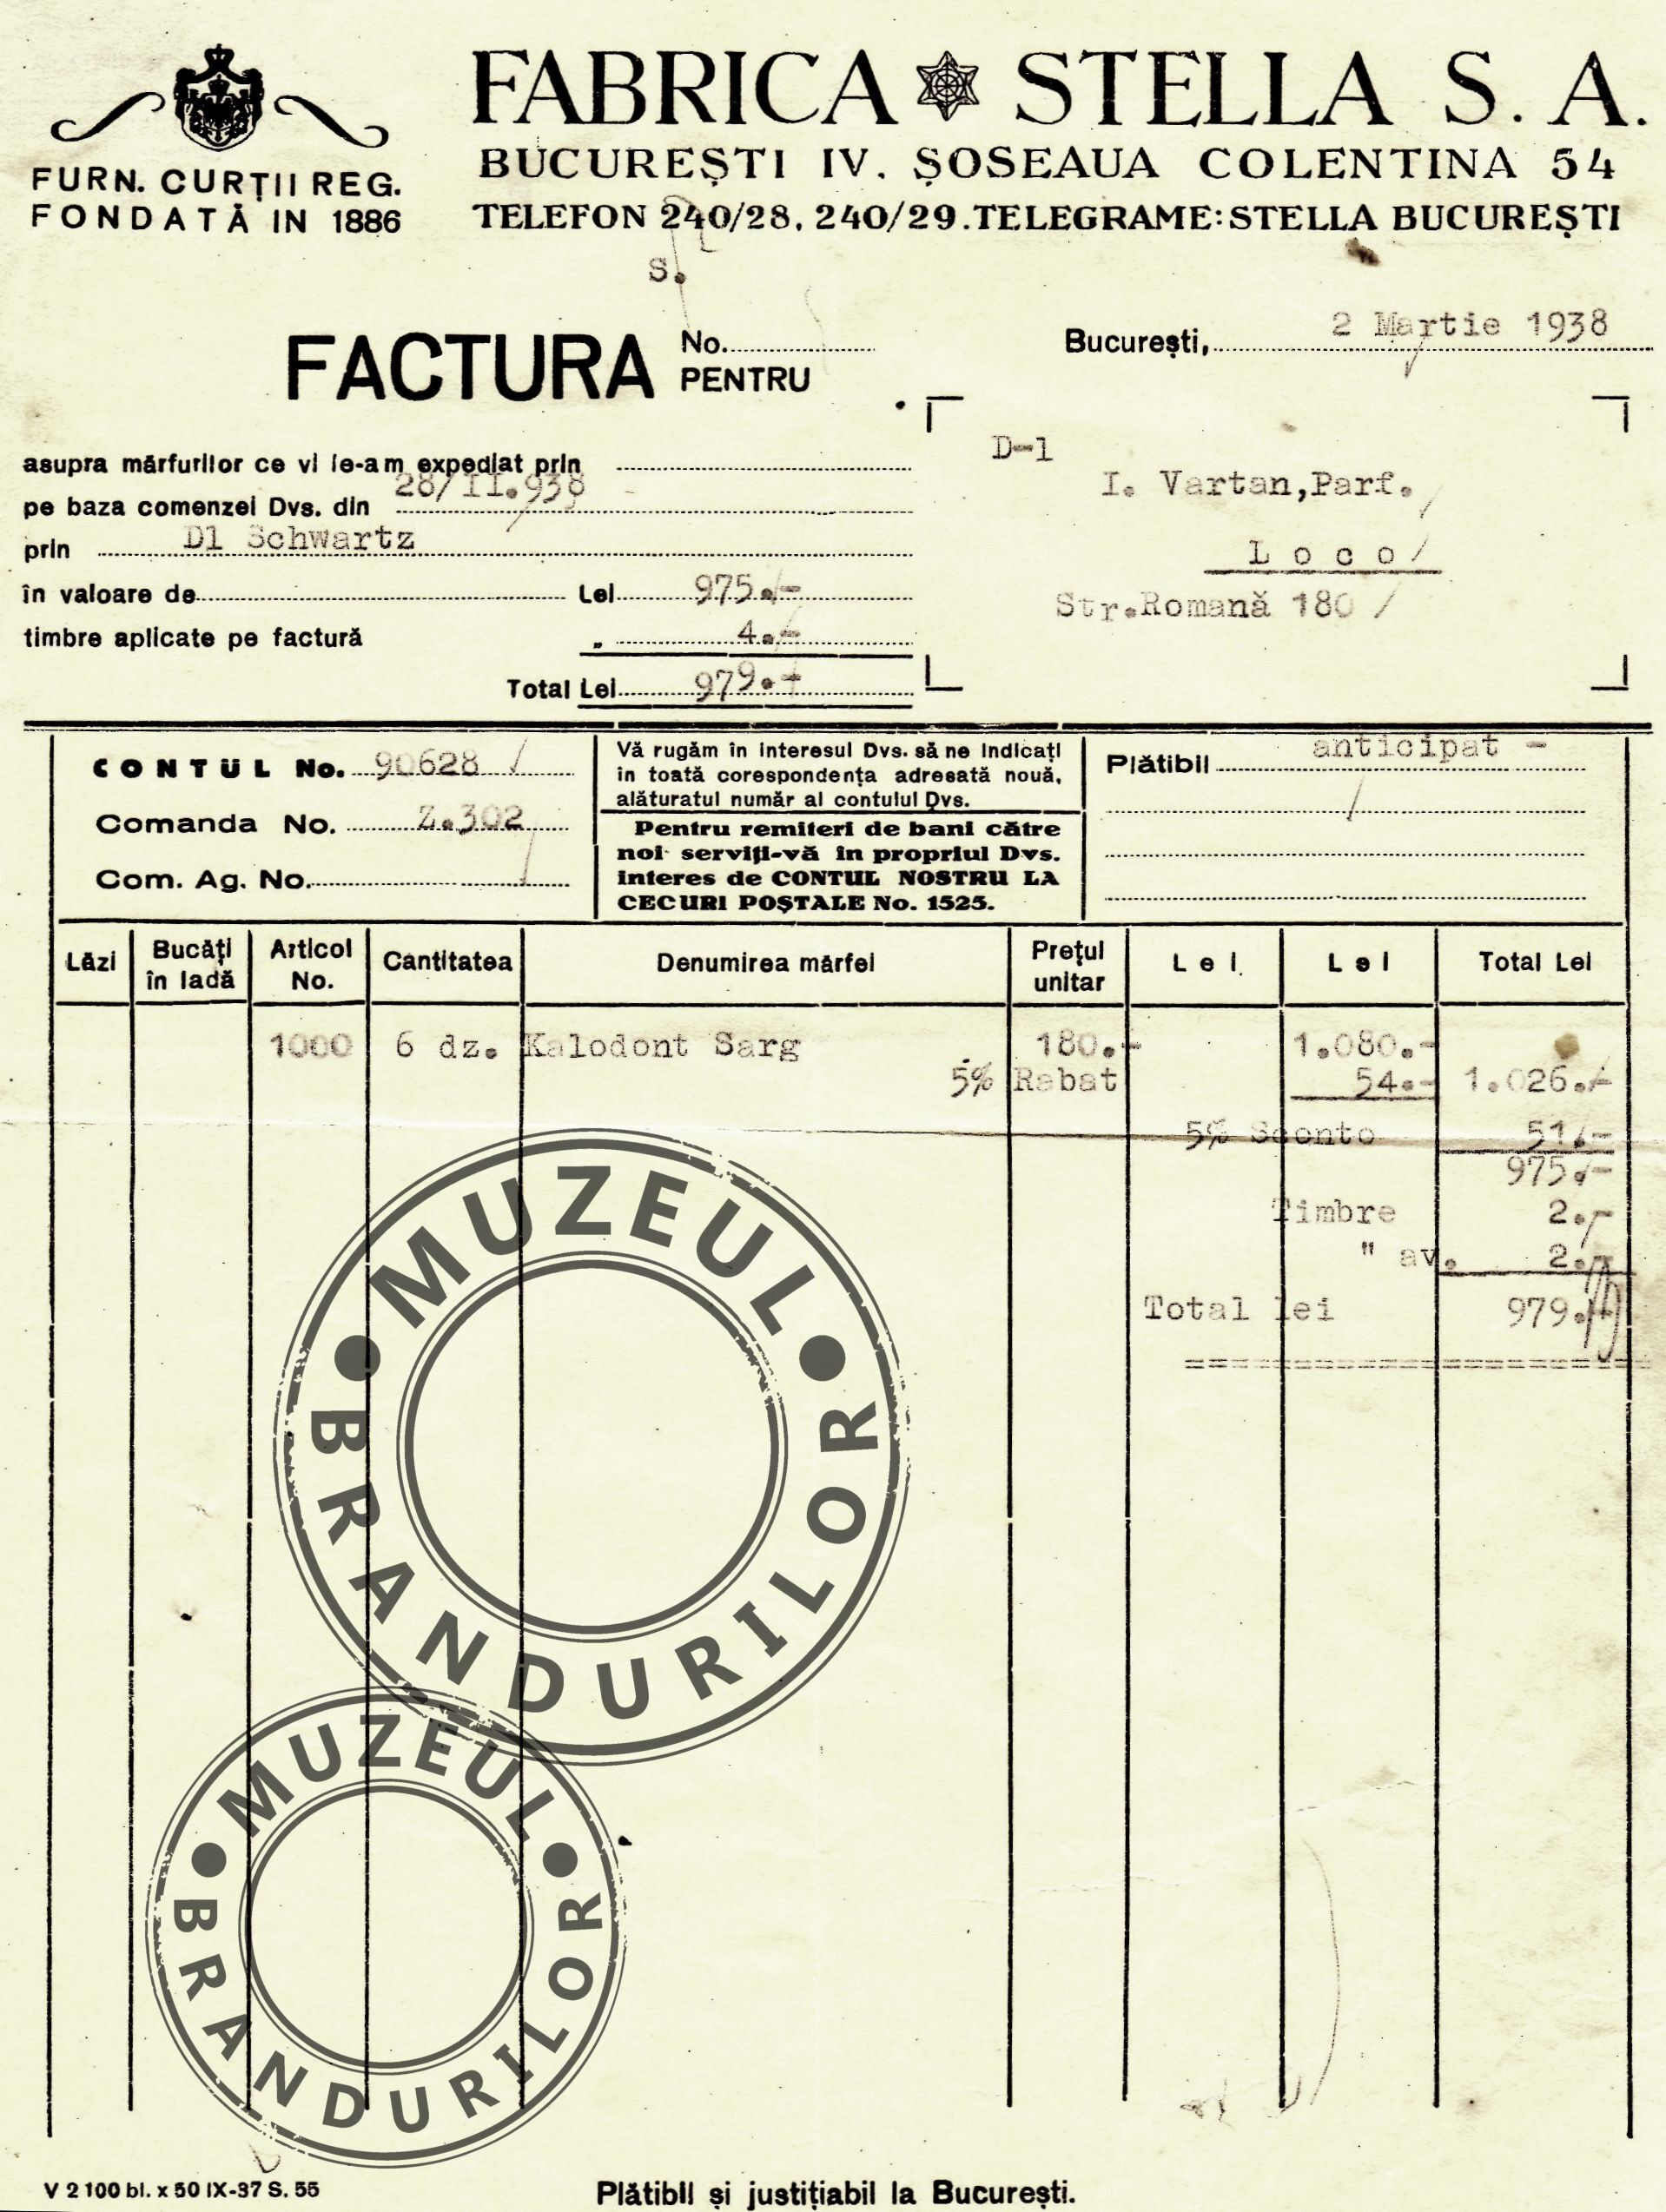 FABRICA STELLA S. A.
BUCUREȘTI IV. ȘOSEAUA COLENTINA 54
TELEFON 240/28, 240/29. TELEGRAME: STELLA BUCUREȘTI
FURN. CURȚII REG.
FONDATĂ IN 1886
S.
FACTURA No.
PENTRU
București, 2 Martie 1938
asupra mărfurilor ce vi le-am expediat prin
pe baza comenzei Dvs. din 28/II.938
prin Dl Schwartz
în valoare de Lei 975.-
timbre aplicate pe factură „ 4.-
Total Lei 979.-
D-l
I. Vartan,Parf.
Loco
Str.Romană 180
CONTUL No. 90628
Comanda No. Z.302
Com. Ag. No.
Vă rugăm în interesul Dvs. să ne indicați
in toată corespondența adresată nouă,
alăturatul număr al contului Dvs.
Pentru remiteri de bani către
noi serviți-vă în propriul Dvs.
interes de CONTUL NOSTRU LA
CECURI POȘTALE No. 1525.
Plătibil anticipat -
Lăzi Bucăți în ladă Articol No. Cantitatea Denumirea mărfei Prețul unitar Lei Lei Total Lei
1000 6 dz. Kalodont Sarg 180.- 1.080.-
5% Rabat 54.- 1.026.-
5% Sconto 51.-
975.-
Timbre 2.-
" av. 2.-
Total lei 979.-
=========================
MUZEUL
BRANDURILOR
MUZEUL
BRANDURILOR
V 2 100 bl. x 50 IX-37 S. 55
Plătibil și justițiabil la București.